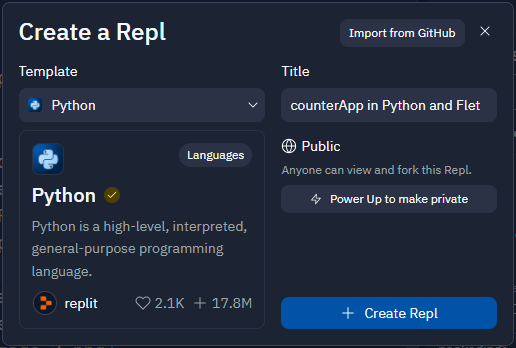 Create a Repl
Import from GitHub
Template
Python
Languages
Python
Python is a high-level, interpreted,
general-purpose programming
language.
replit
2.1K
17.8M
Title
counterApp in Python and Flet
Public
Anyone can view and fork this Repl.
Power Up to make private
Create Repl